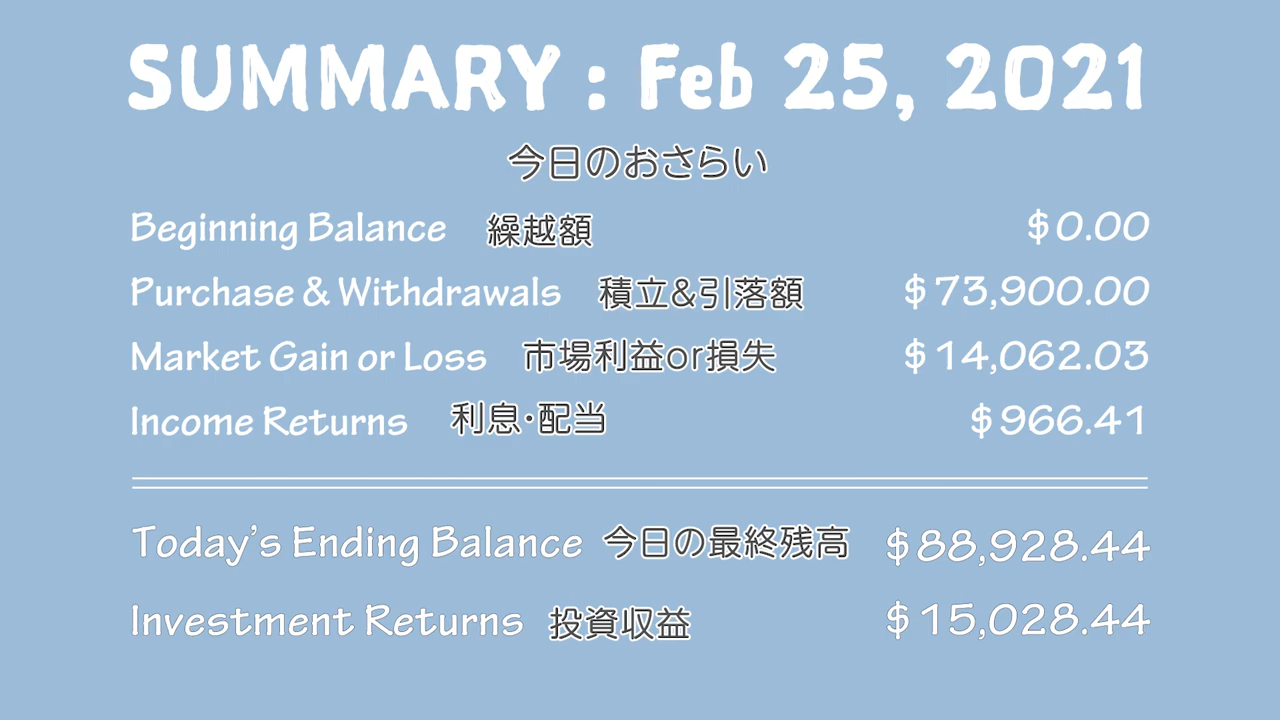 SUMMARY : Feb 25, 2021
今日のおさらい
Beginning Balance 繰越額 $0.00
Purchase & Withdrawals 積立&引落額 $73,900.00
Market Gain or Loss 市場利益or損失 $14,062.03
Income Returns 利息・配当 $966.41
Today's Ending Balance 今日の最終残高 $88,928.44
Investment Returns 投資収益 $15,028.44